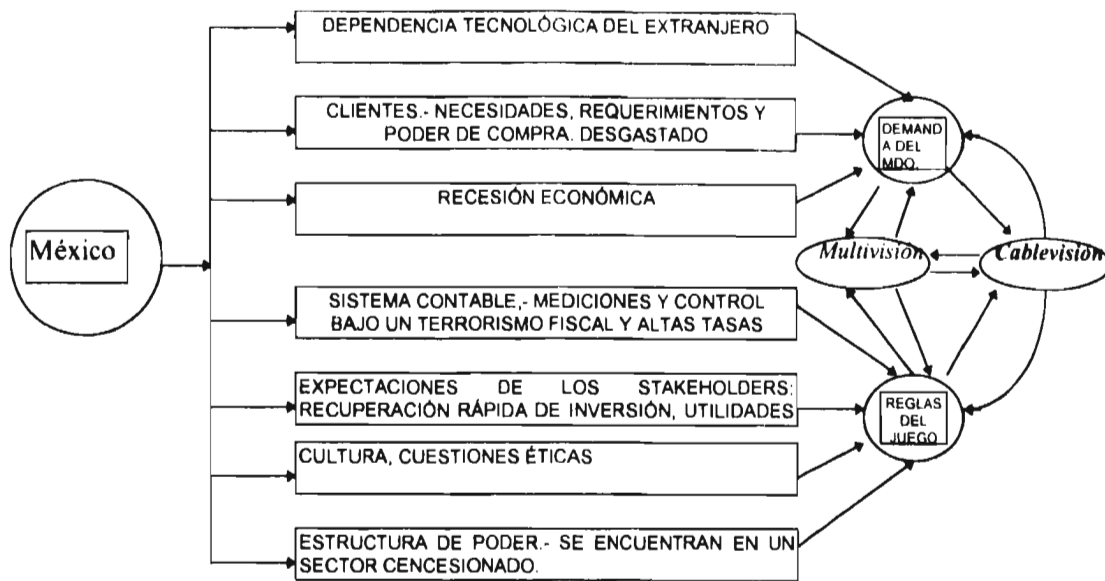 México
DEPENDENCIA TECNOLÓGICA DEL EXTRANJERO
CLIENTES.- NECESIDADES, REQUERIMIENTOS Y
PODER DE COMPRA. DESGASTADO
RECESIÓN ECONÓMICA
SISTEMA CONTABLE,- MEDICIONES Y CONTROL
BAJO UN TERRORISMO FISCAL Y ALTAS TASAS
EXPECTACIONES DE LOS STAKEHOLDERS:
RECUPERACIÓN RÁPIDA DE INVERSIÓN, UTILIDADES
CULTURA, CUESTIONES ÉTICAS
ESTRUCTURA DE PODER.- SE ENCUENTRAN EN UN
SECTOR CENCESIONADO.
DEMAND
A DEL
MDO.
Multivisión
Cablevisión
REGLAS
DEL
JUEGO